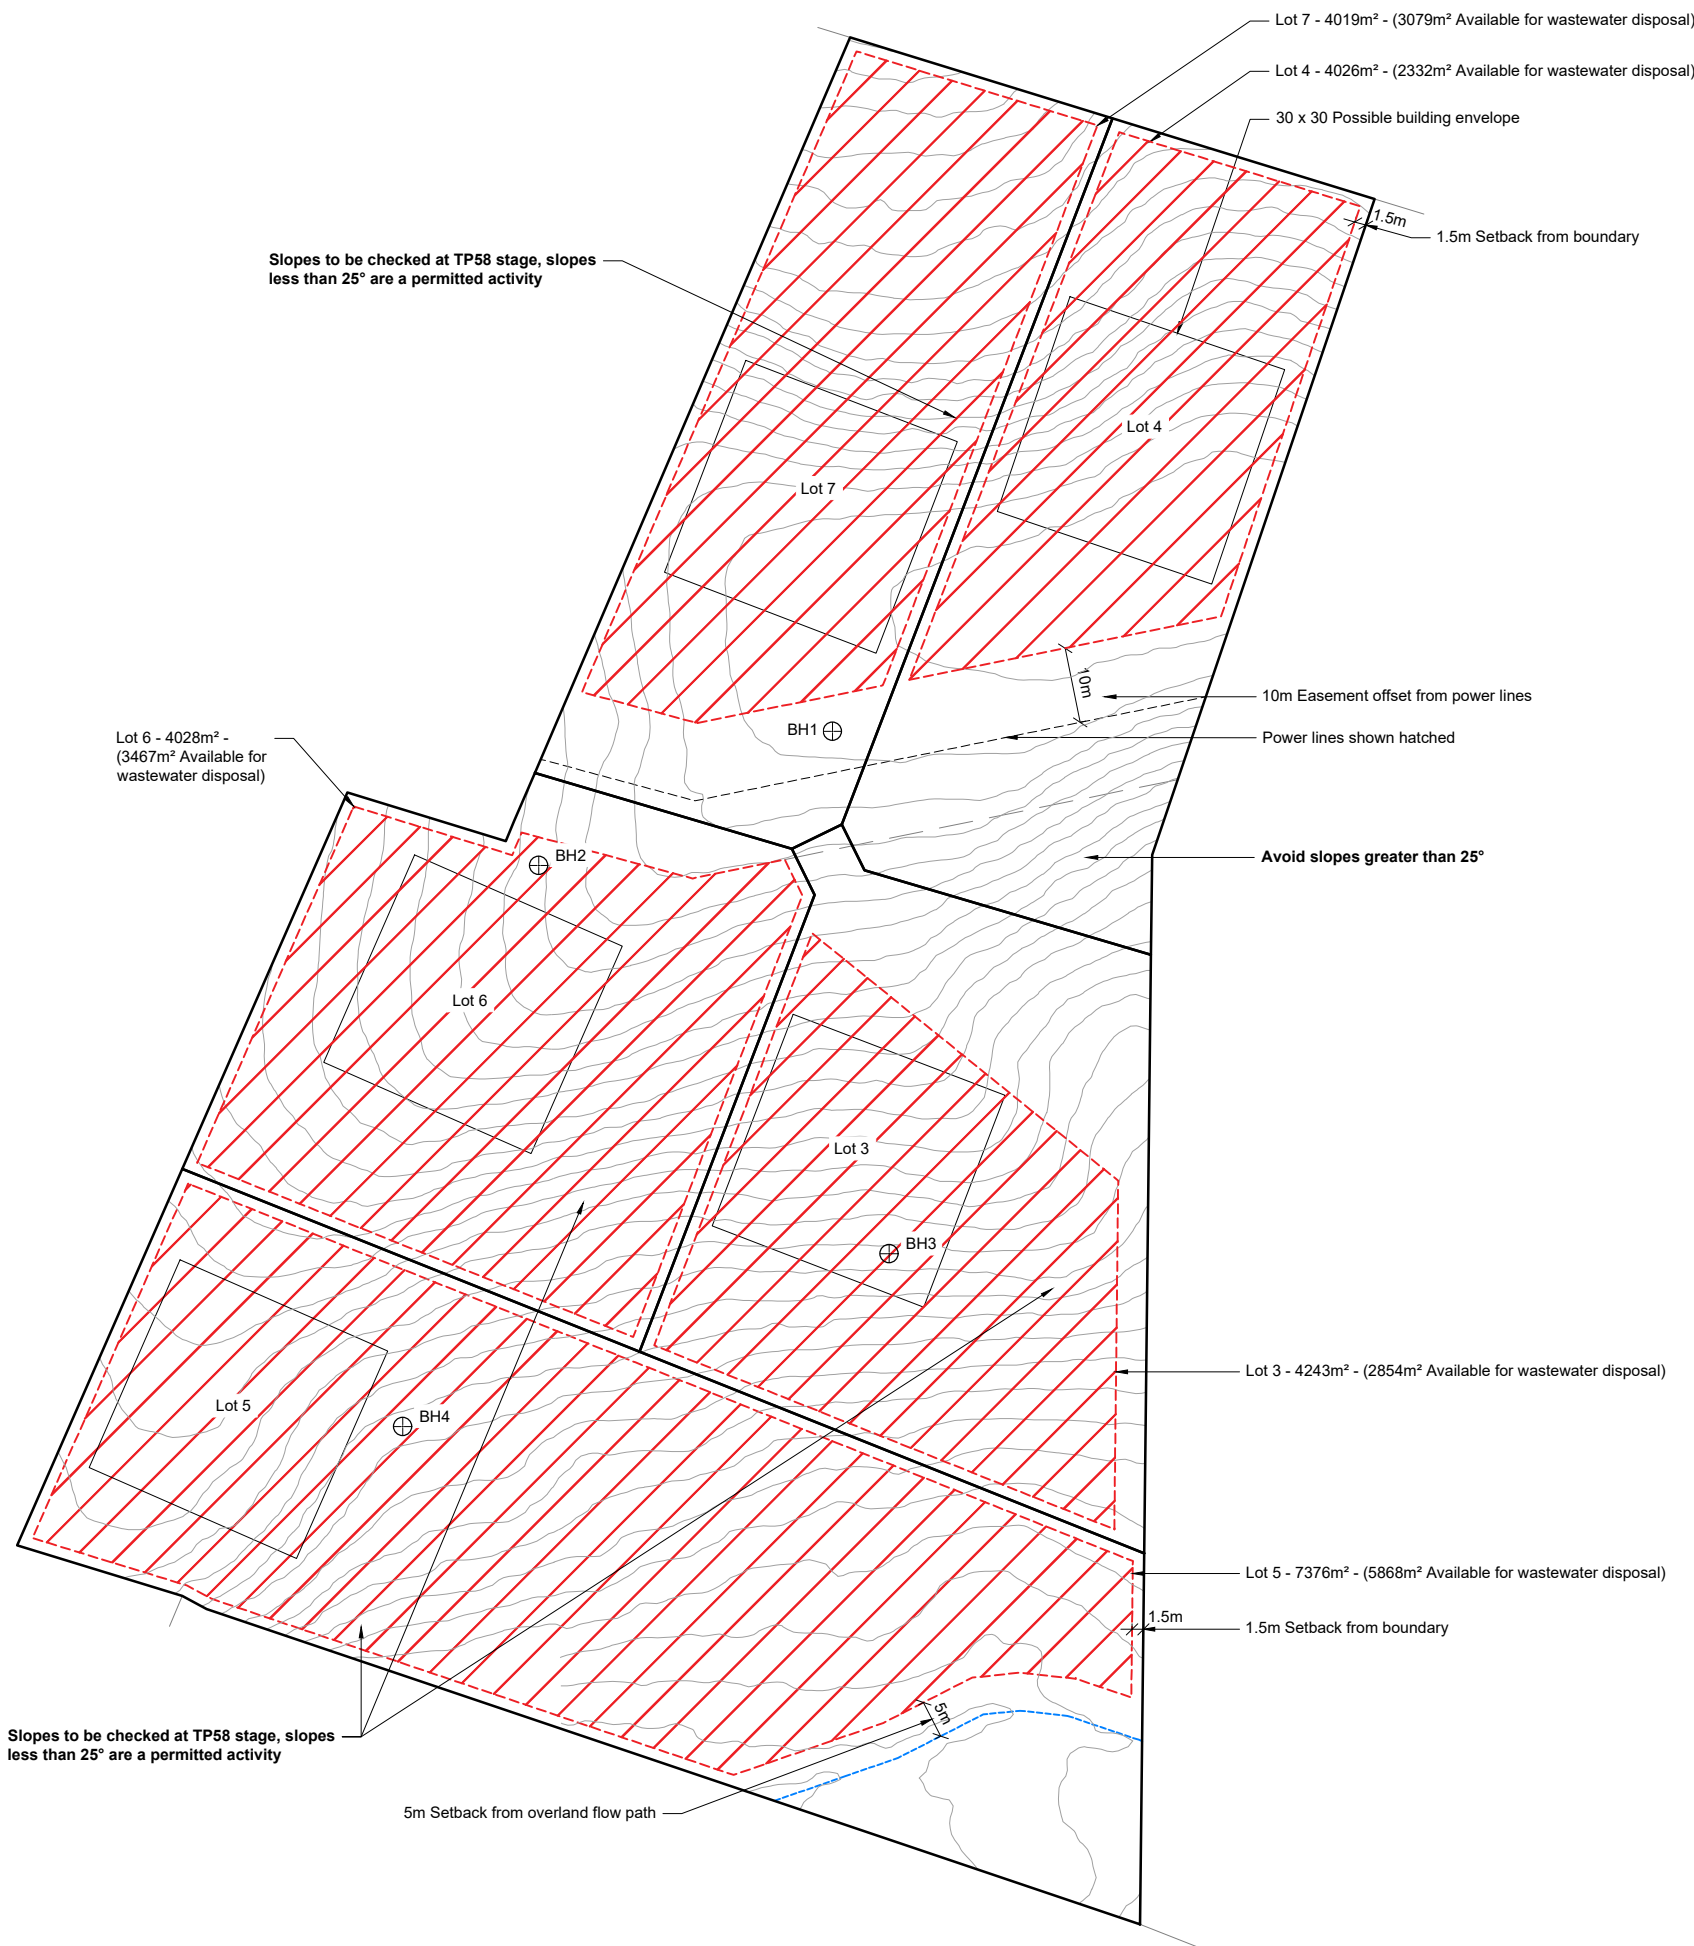 Lot 7 - 4019m² - (3079m² Available for wastewater disposal)
Lot 4 - 4026m² - (2332m² Available for wastewater disposal)
30 x 30 Possible building envelope
1.5m
1.5m Setback from boundary
Slopes to be checked at TP58 stage, slopes
less than 25° are a permitted activity
Lot 4
Lot 7
10m
10m Easement offset from power lines
BH1
Power lines shown hatched
Lot 6 - 4028m² -
(3467m² Available for
wastewater disposal)
BH2
Avoid slopes greater than 25°
Lot 6
Lot 3
BH3
Lot 3 - 4243m² - (2854m² Available for wastewater disposal)
Lot 5
BH4
Lot 5 - 7376m² - (5868m² Available for wastewater disposal)
1.5m
1.5m Setback from boundary
5m
Slopes to be checked at TP58 stage, slopes
less than 25° are a permitted activity
5m Setback from overland flow path